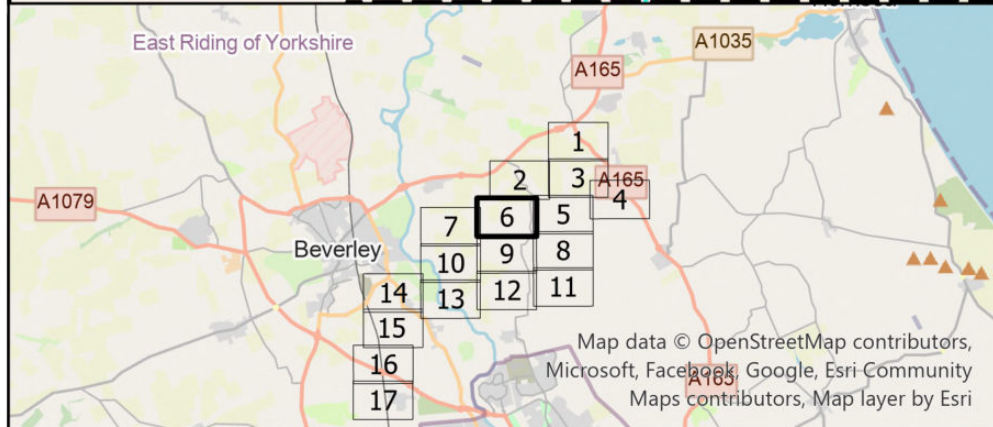 East Riding of Yorkshire
A1035
A165
1
2
3
A165
4
A1079
7
6
5
Beverley
10
9
8
14
13
12
11
15
16
17
A165
Map data © OpenStreetMap contributors,
Microsoft, Facebook, Google, Esri Community
Maps contributors, Map layer by Esri